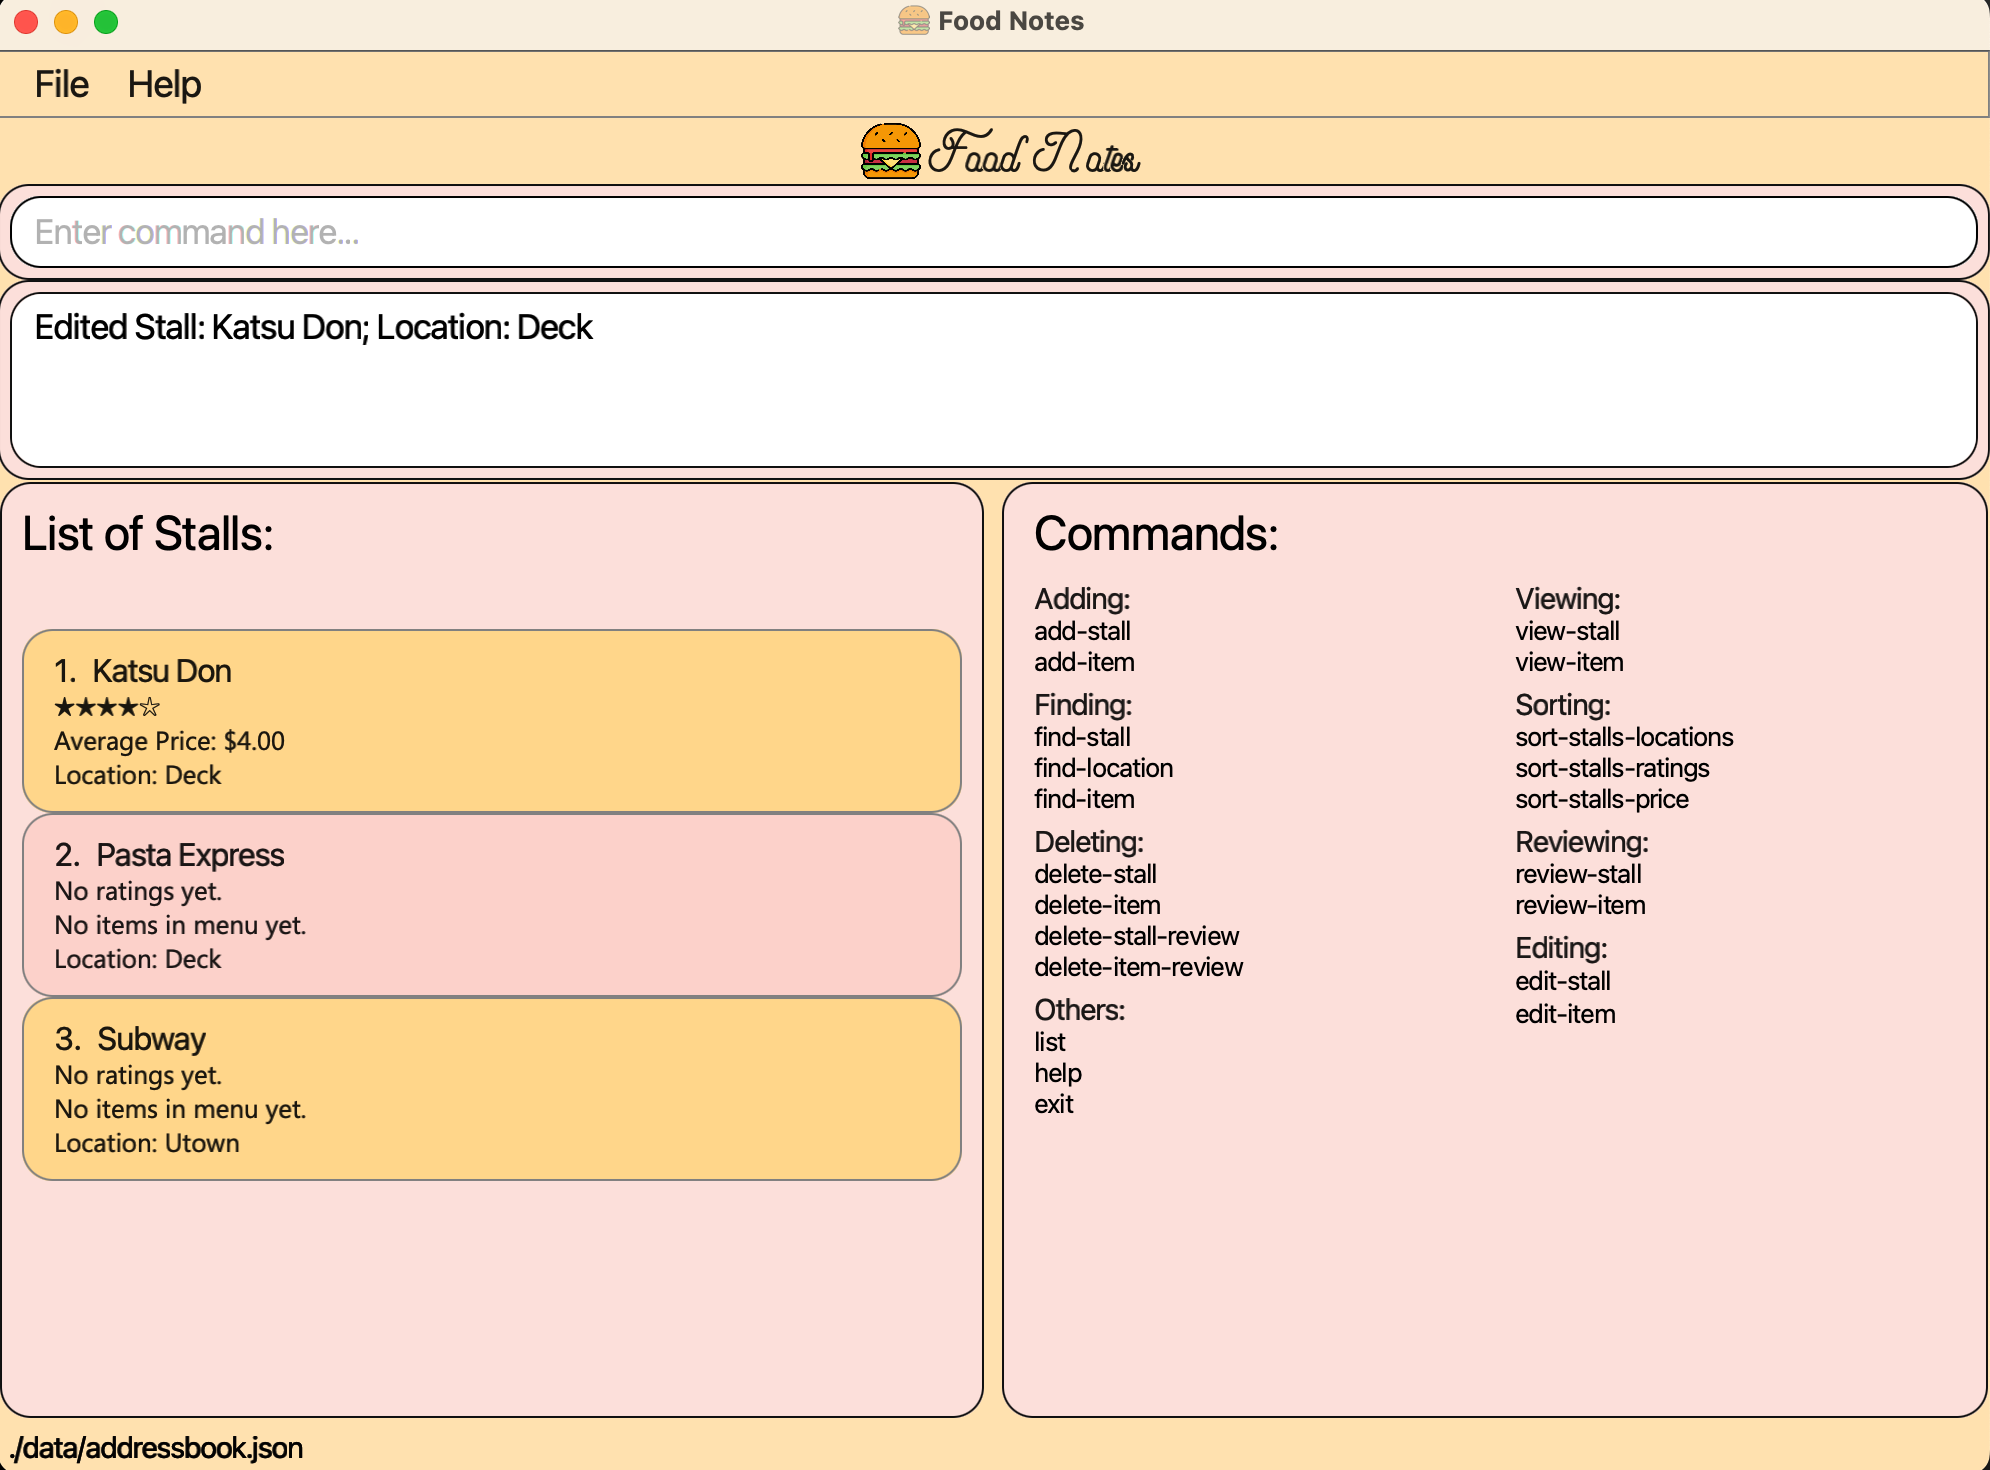 Food Notes
File Help
Food Notes
Enter command here...
Edited Stall: Katsu Don; Location: Deck
List of Stalls:
1. Katsu Don
★★★★☆
Average Price: $4.00
Location: Deck
2. Pasta Express
No ratings yet.
No items in menu yet.
Location: Deck
3. Subway
No ratings yet.
No items in menu yet.
Location: Utown
Commands:
Adding:
add-stall
add-item
Finding:
find-stall
find-location
find-item
Deleting:
delete-stall
delete-item
delete-stall-review
delete-item-review
Others:
list
help
exit
Viewing:
view-stall
view-item
Sorting:
sort-stalls-locations
sort-stalls-ratings
sort-stalls-price
Reviewing:
review-stall
review-item
Editing:
edit-stall
edit-item
./data/addressbook.json